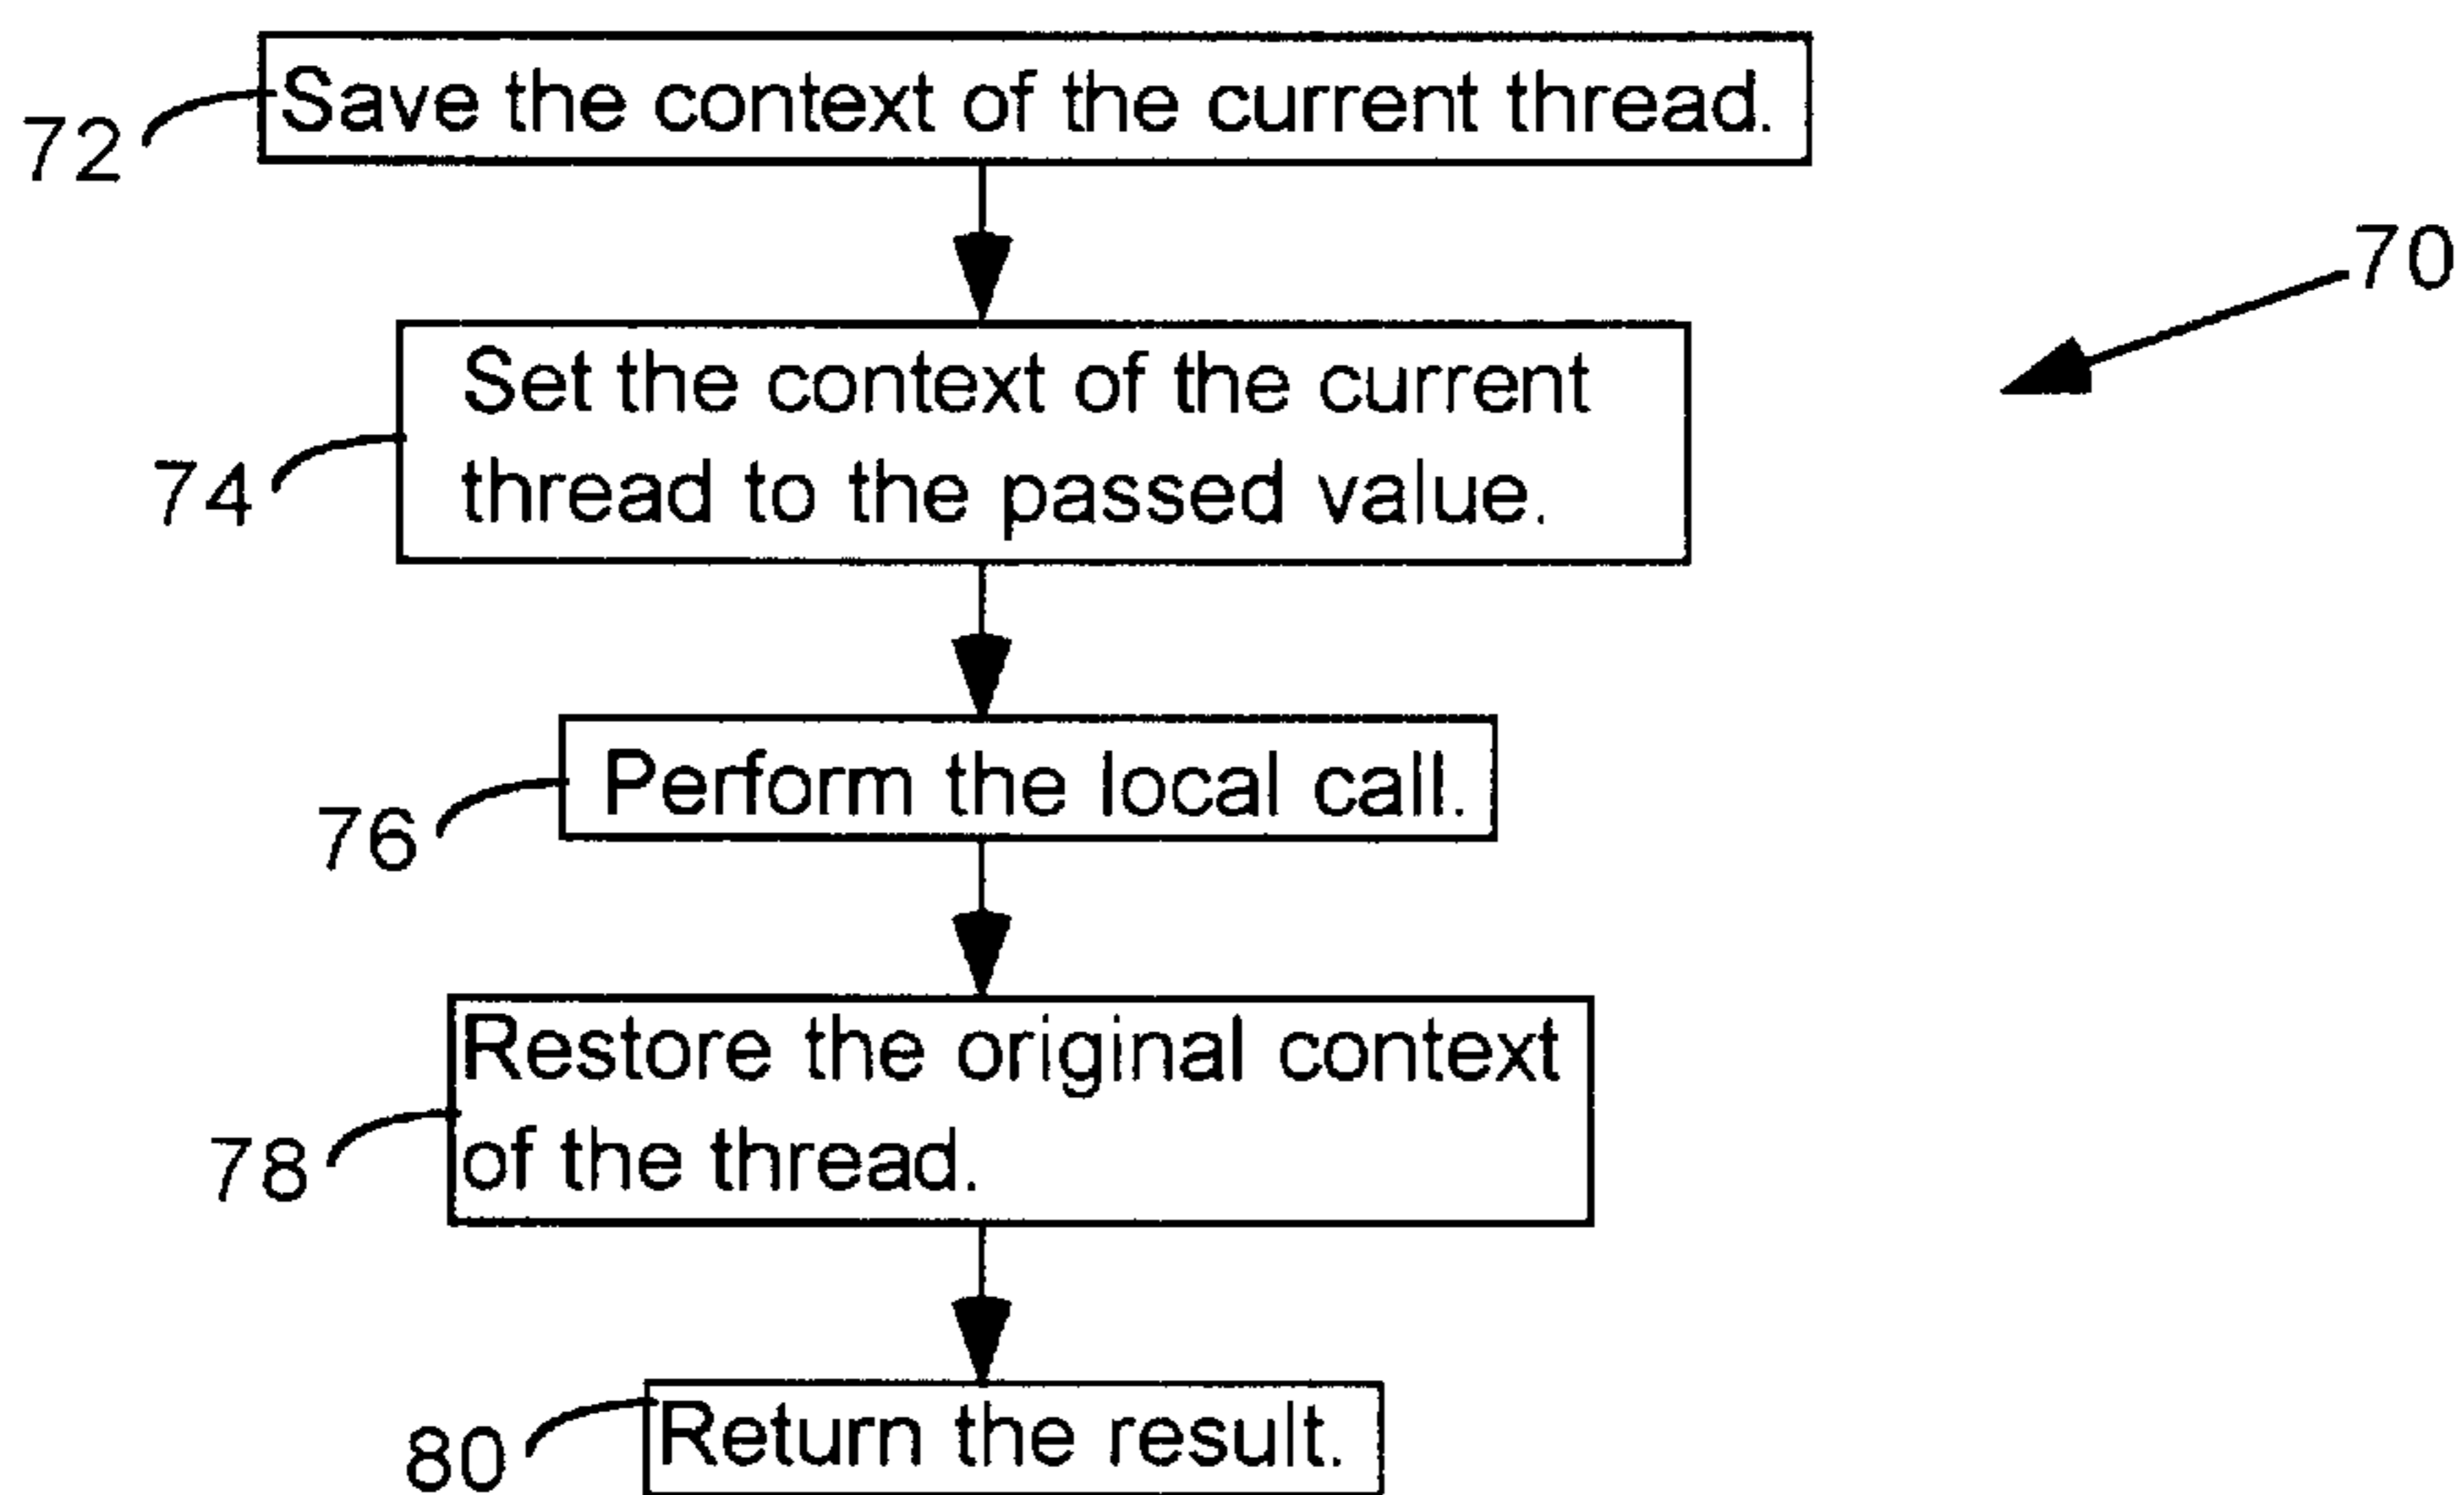 72
Save the context of the current thread.
70
74
Set the context of the current
thread to the passed value.
76
Perform the local call.
78
Restore the original context
of the thread.
80
Return the result.